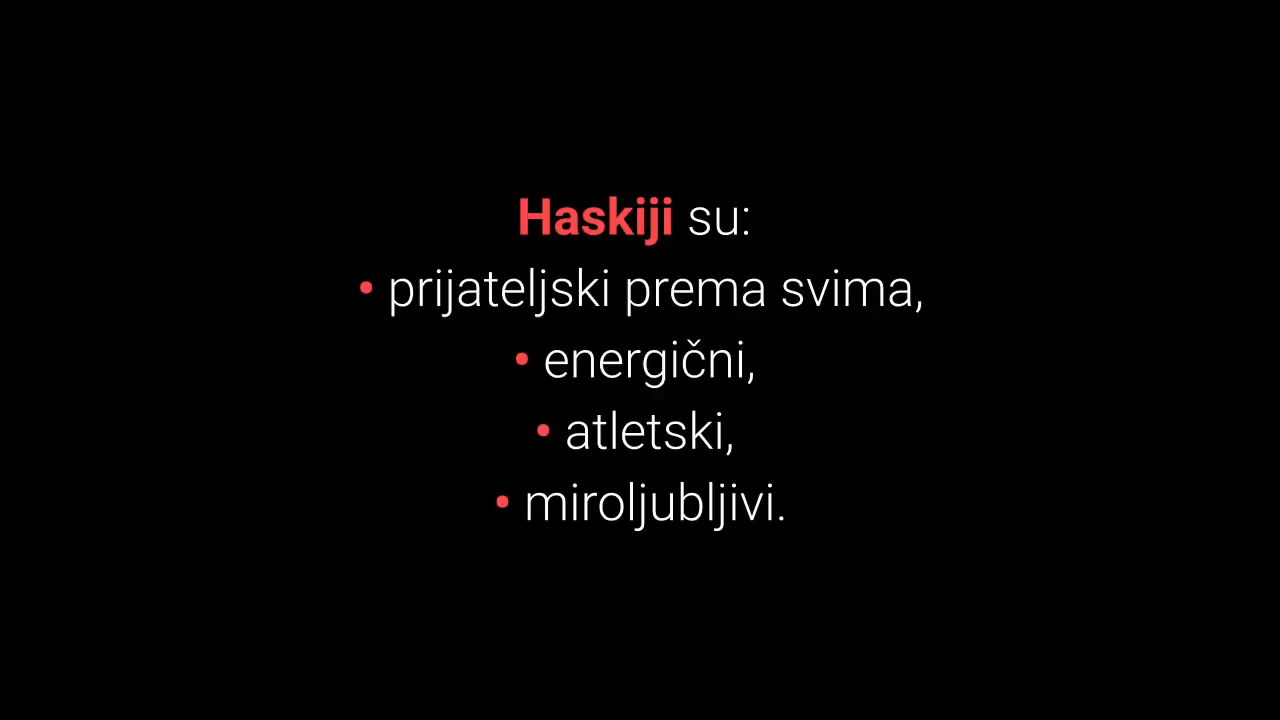 Haskiji su:
• prijateljski prema svima,
• energični,
• atletski,
• miroljubljivi.